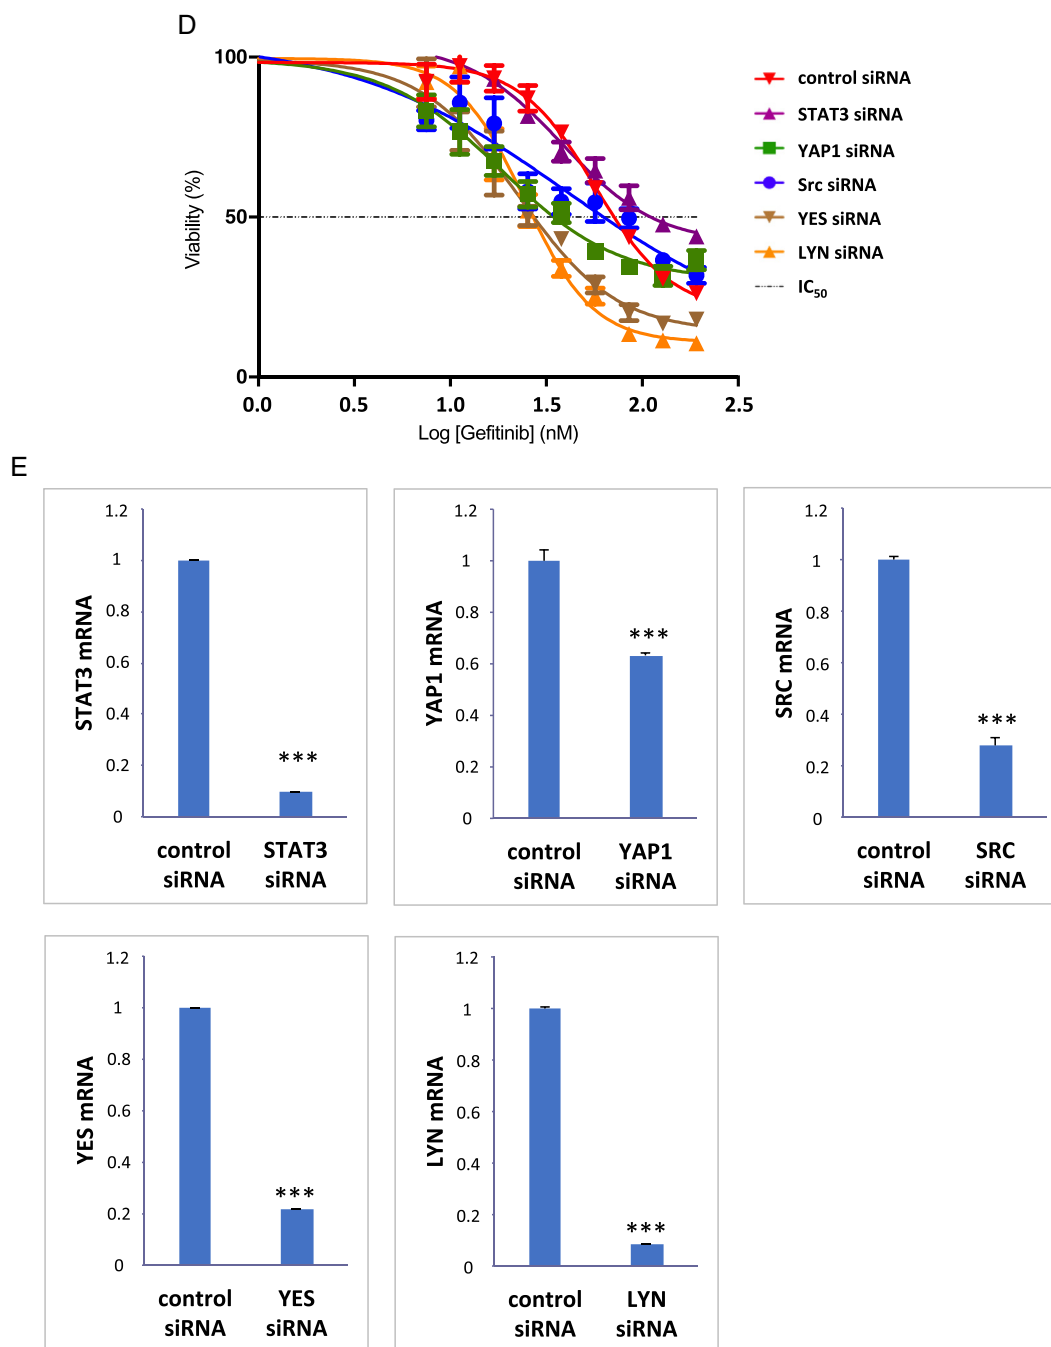 D
100
50
0
Viability (%)
0.0 0.5 1.0 1.5 2.0 2.5
Log [Gefitinib] (nM)
control siRNA
STAT3 siRNA
YAP1 siRNA
Src siRNA
YES siRNA
LYN siRNA
IC50
E
STAT3 mRNA
1.2
1
0.8
0.6
0.4
0.2
0
***
control STAT3
siRNA siRNA
YAP1 mRNA
1.2
1
0.8
0.6
0.4
0.2
0
***
control YAP1
siRNA siRNA
SRC mRNA
1.2
1
0.8
0.6
0.4
0.2
0
***
control SRC
siRNA siRNA
YES mRNA
1.2
1
0.8
0.6
0.4
0.2
0
***
control YES
siRNA siRNA
LYN mRNA
1.2
1
0.8
0.6
0.4
0.2
0
***
control LYN
siRNA siRNA